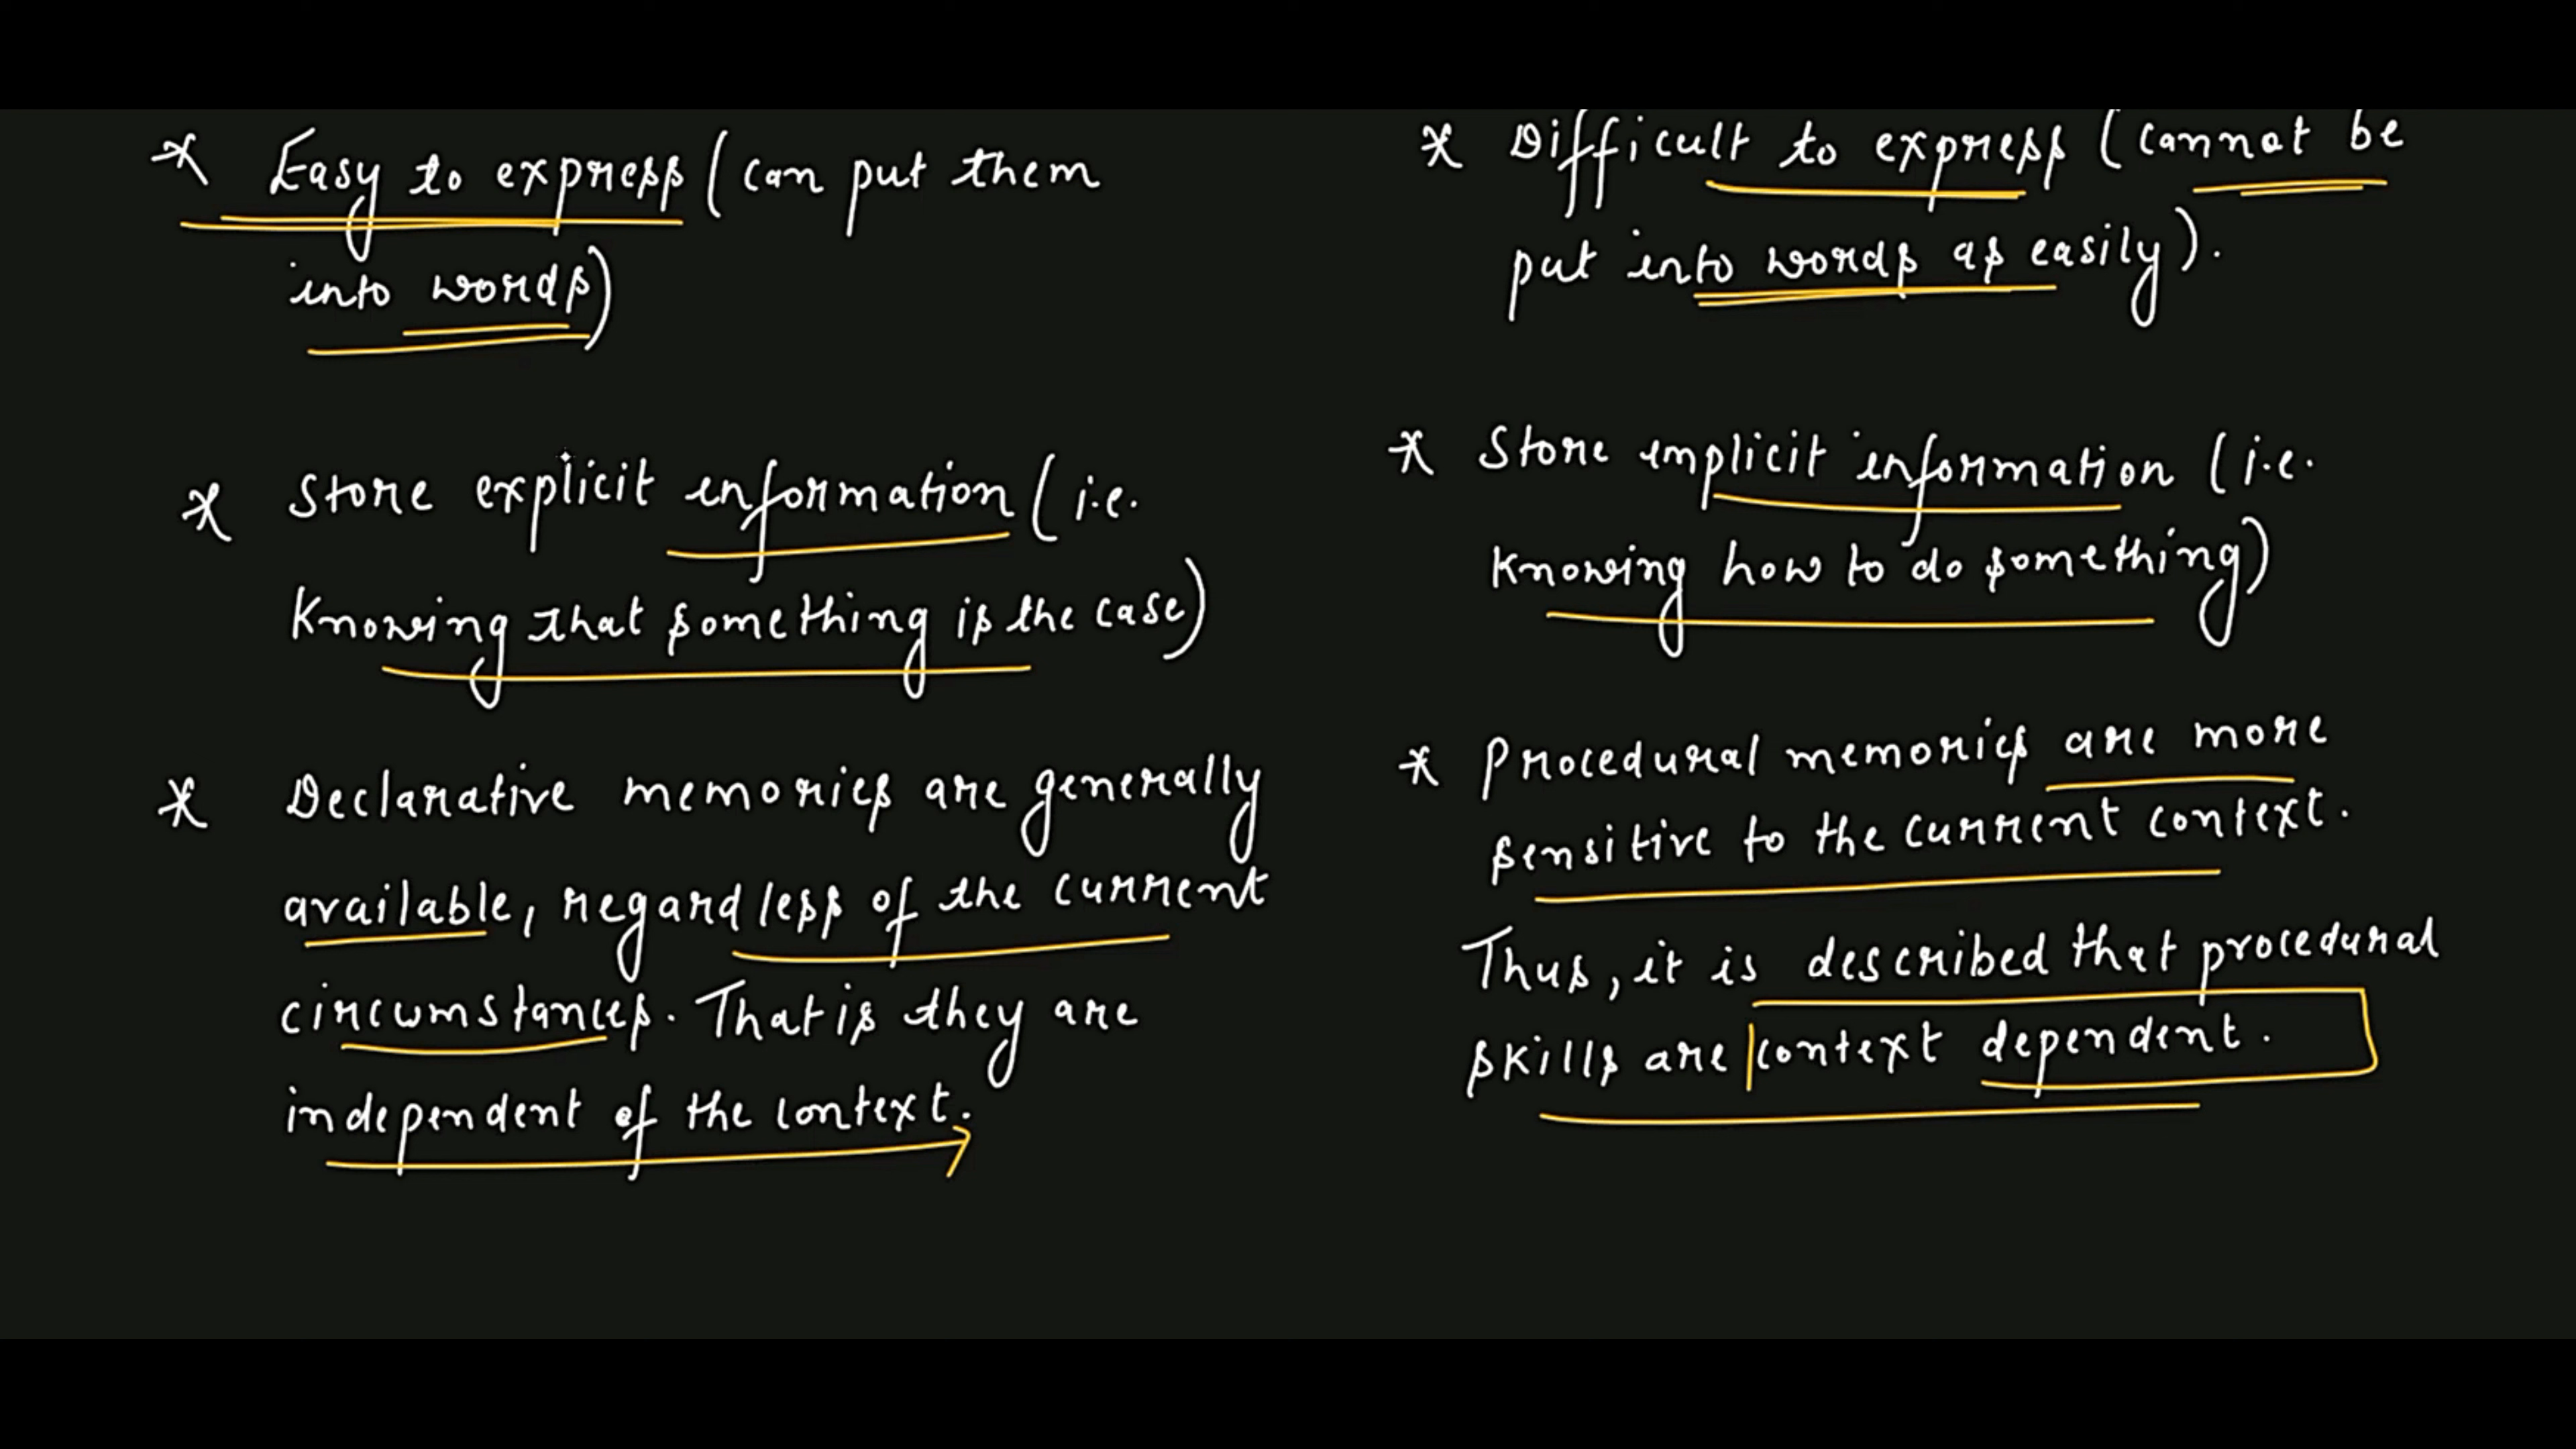 * Easy to express (can put them
into words)
* Store explicit information (i.e.
Knowing that something is the case)
* Declarative memories are generally
available, regardless of the current
circumstances. That is they are
independent of the context.
* Difficult to express (cannot be
put into words as easily).
* Store implicit information (i.e.
Knowing how to do something)
* Procedural memories are more
sensitive to the current context.
Thus, it is described that procedural
skills are context dependent.